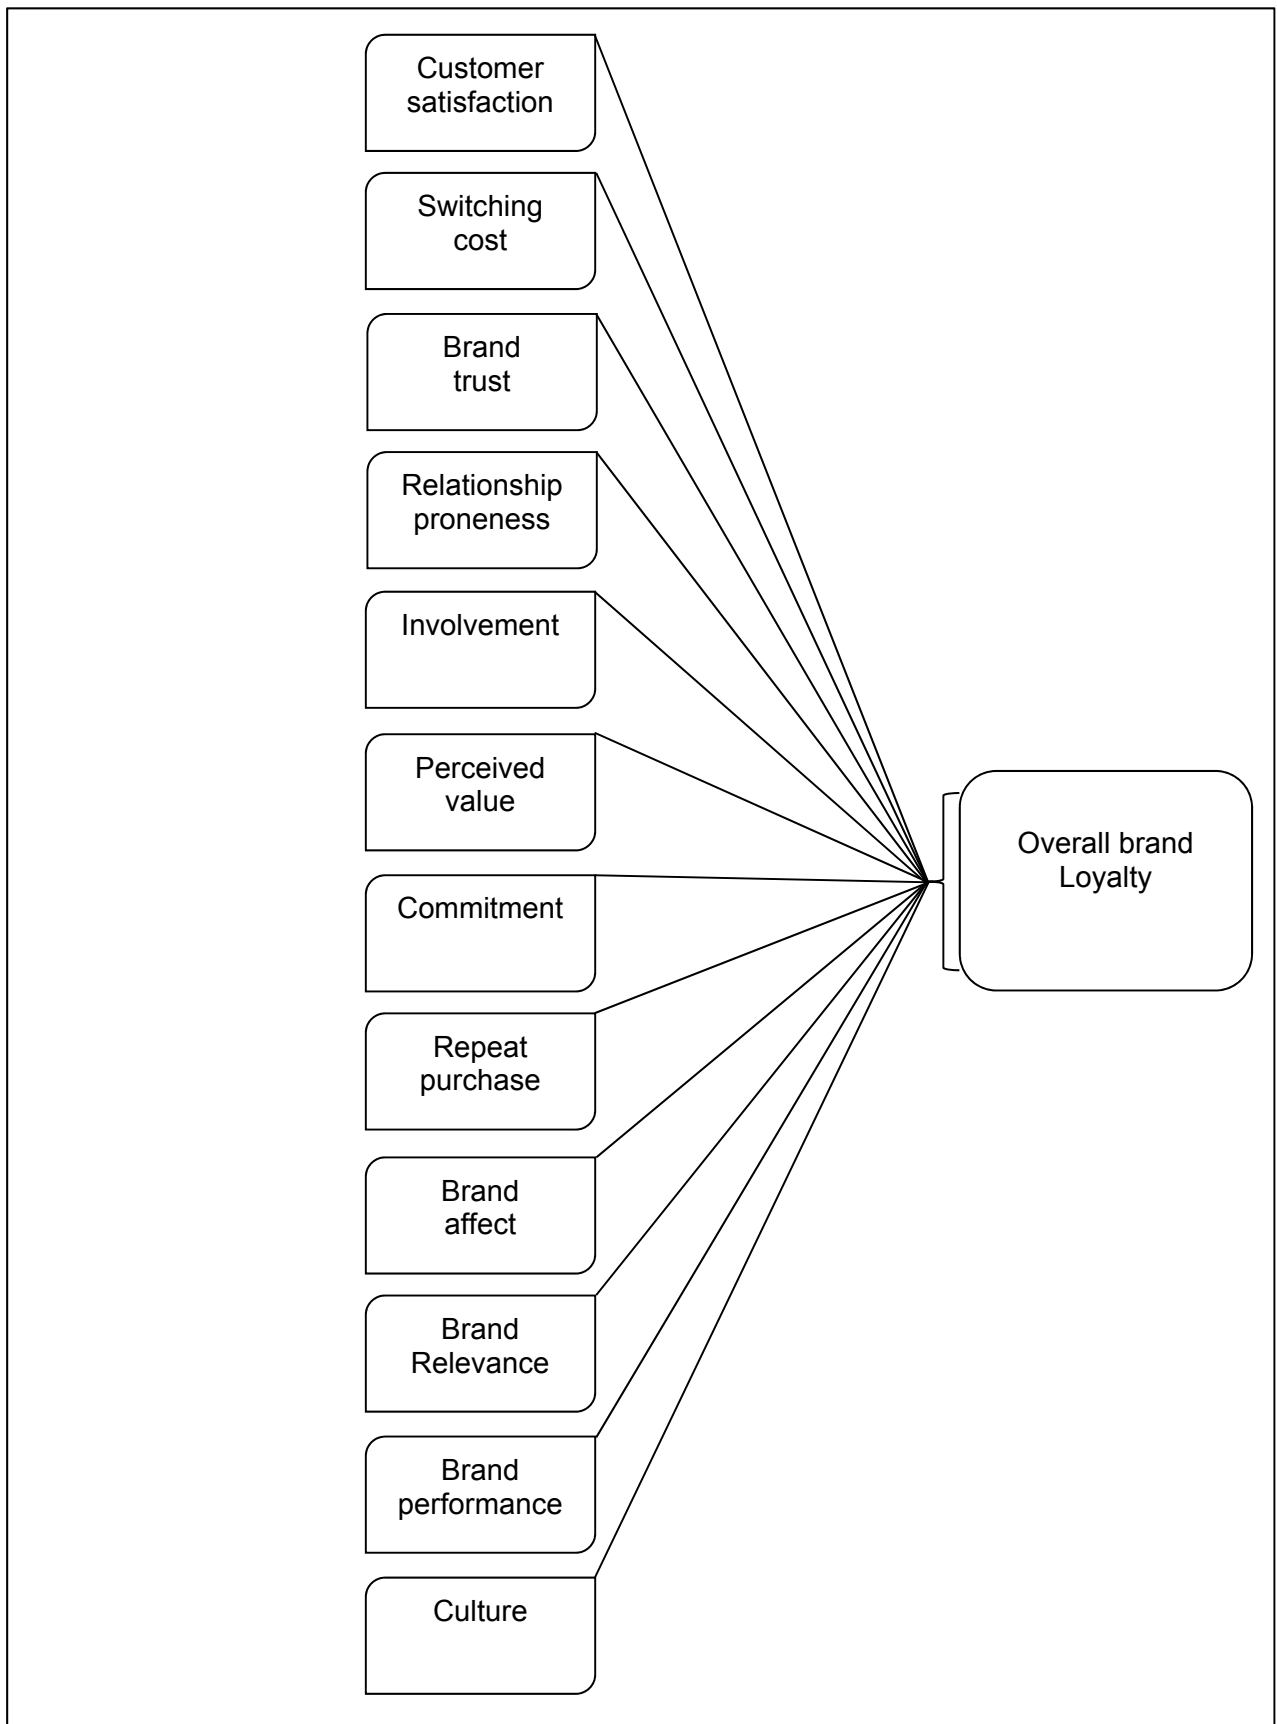 Customer
satisfaction
Switching
cost
Brand
trust
Relationship
proneness
Involvement
Perceived
value
Commitment
Repeat
purchase
Brand
affect
Brand
Relevance
Brand
performance
Culture
Overall brand
Loyalty